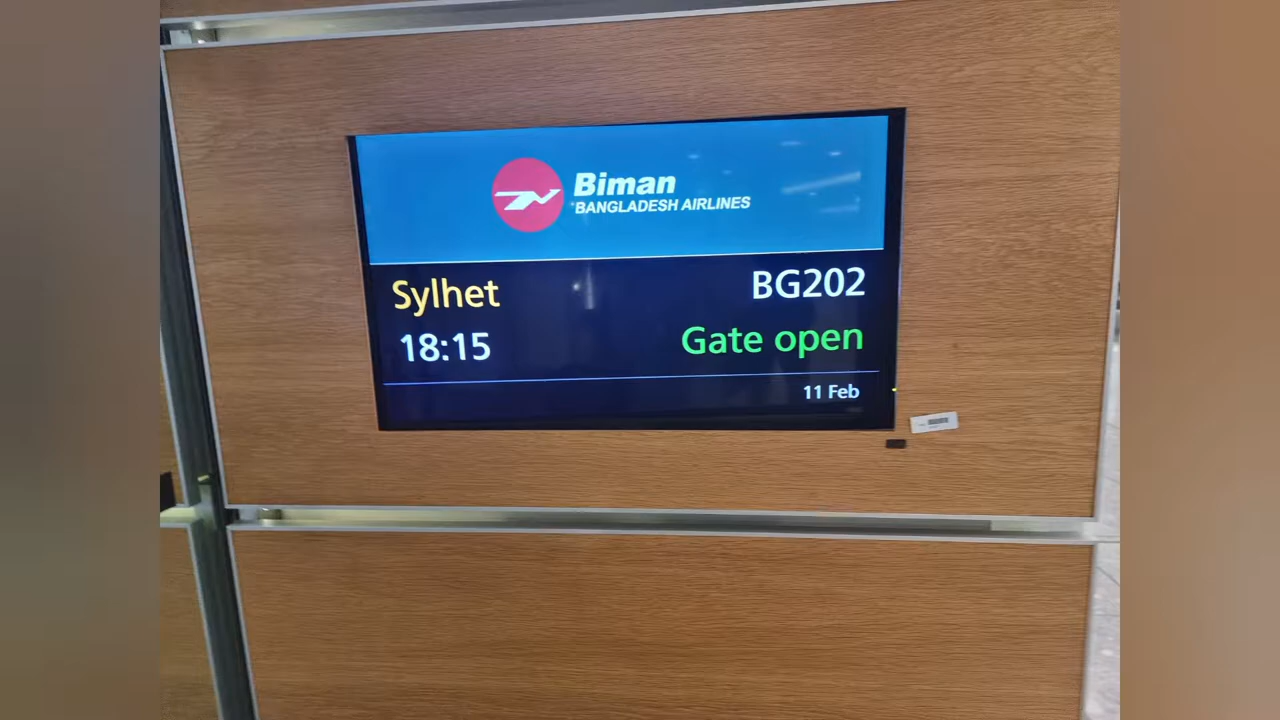 Biman
BANGLADESH AIRLINES
Sylhet
BG202
18:15
Gate open
11 Feb